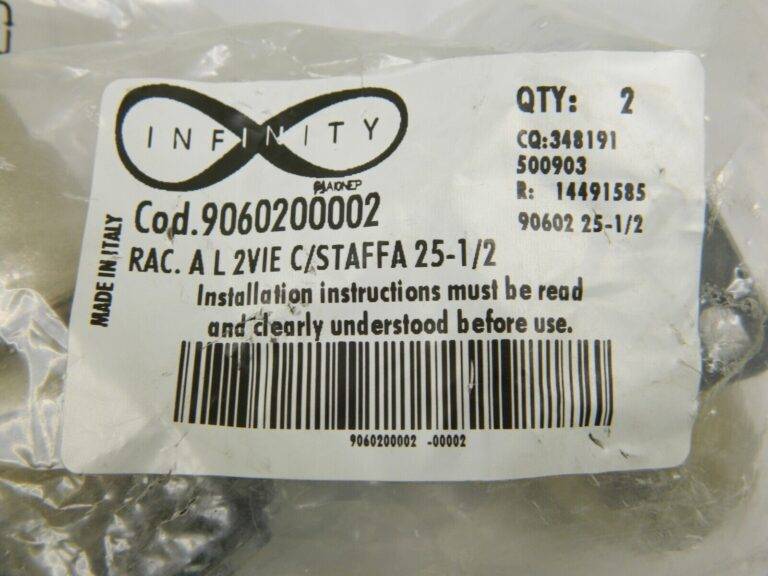 INFINITY
AIGNEP
Cod.9060200002
RAC. A L 2VIE C/STAFFA 25-1/2
MADE IN ITALY
Installation instructions must be read
and clearly understood before use.
9060200002 -00002
QTY: 2
CQ:348191
500903
R: 14491585
90602 25-1/2